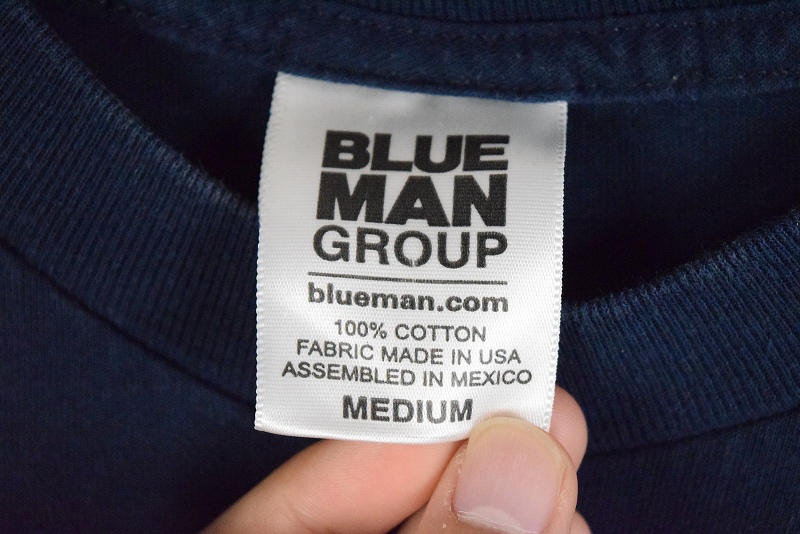 BLUE
MAN
GROUP
blueman.com
100% COTTON
FABRIC MADE IN USA
ASSEMBLED IN MEXICO
MEDIUM